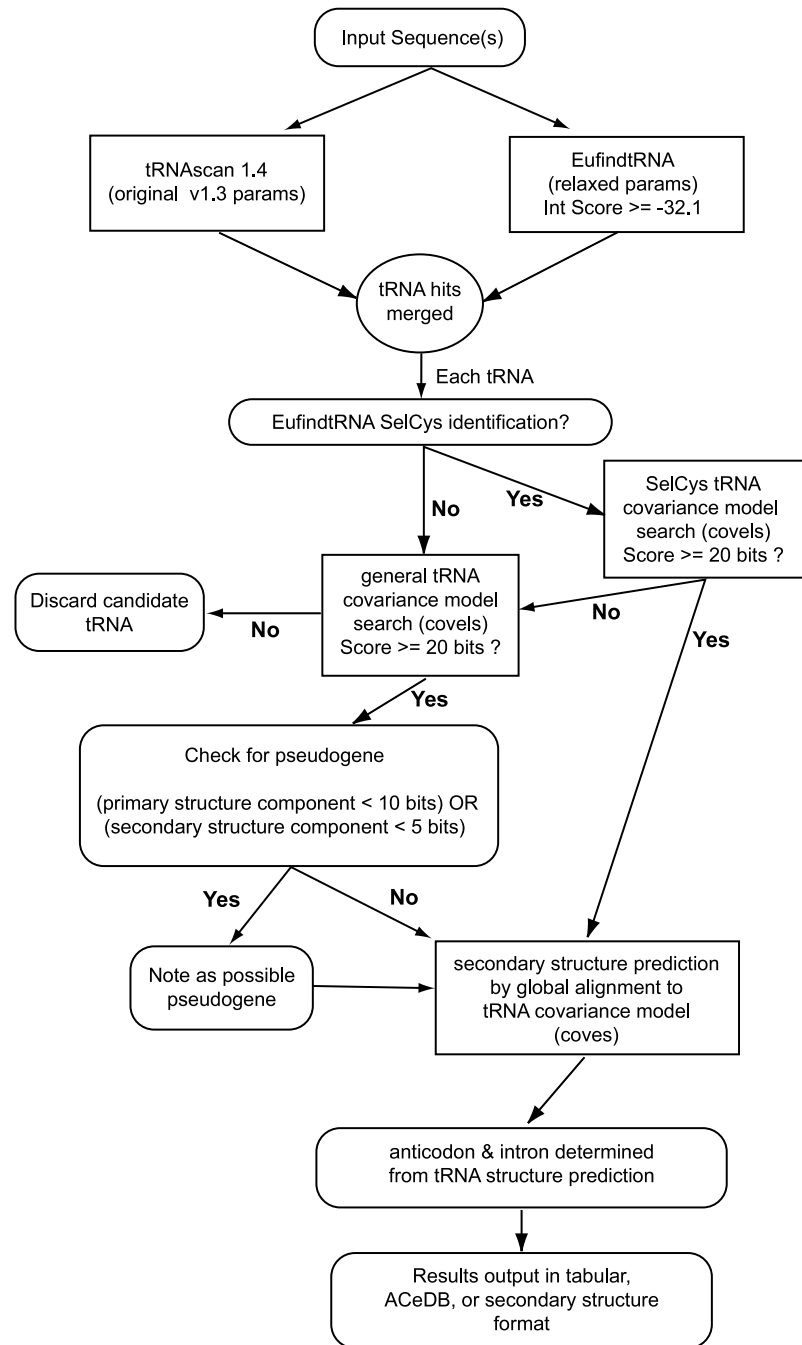 Input Sequence(s)
tRNAscan 1.4
(original v1.3 params)
EufindtRNA
(relaxed params)
Int Score >= -32.1
tRNA hits
merged
Each tRNA
EufindtRNA SelCys identification?
No
Yes
SelCys tRNA
covariance model
search (covels)
Score >= 20 bits ?
general tRNA
covariance model
search (covels)
Score >= 20 bits ?
Discard candidate
tRNA
No
No
Yes
Yes
Check for pseudogene
(primary structure component < 10 bits) OR
(secondary structure component < 5 bits)
Yes
No
Note as possible
pseudogene
secondary structure prediction
by global alignment to
tRNA covariance model
(coves)
anticodon & intron determined
from tRNA structure prediction
Results output in tabular,
ACeDB, or secondary structure
format